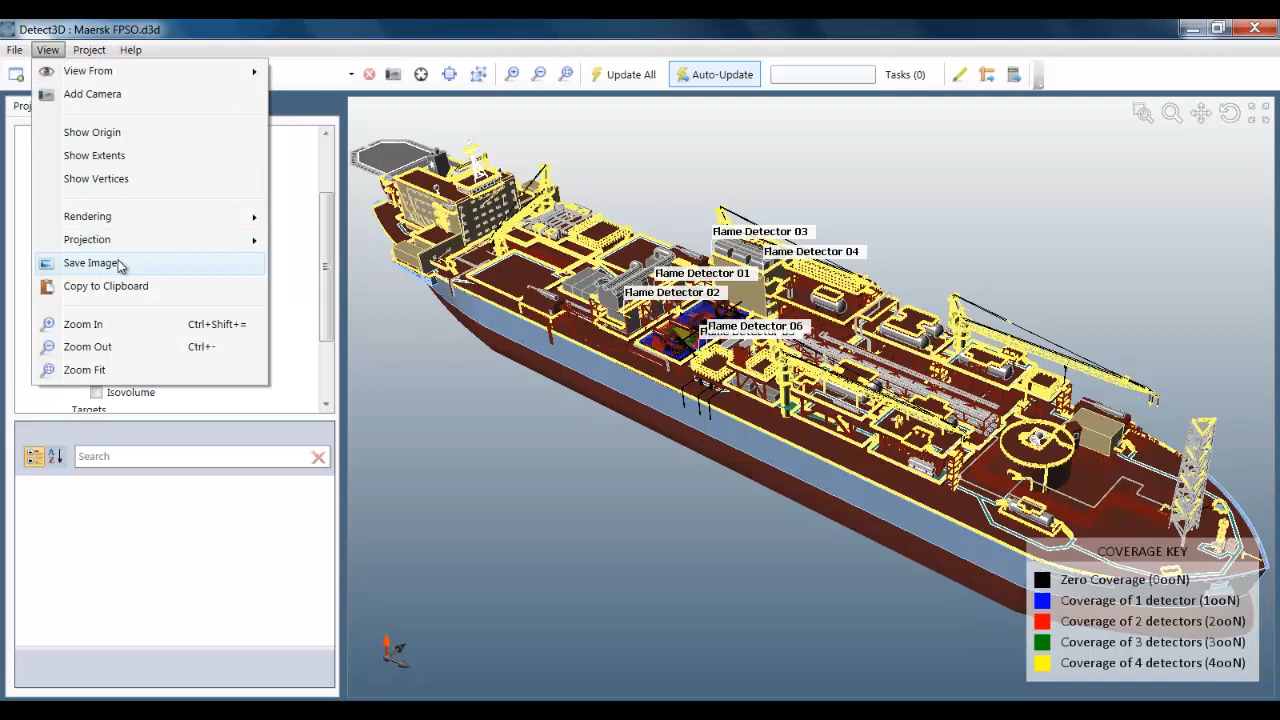 Detect3D : Maersk FPSO.d3d
File View Project Help
Update All Auto-Update Tasks (0)
View From
Add Camera
Show Origin
Show Extents
Show Vertices
Rendering
Projection
Save Image
Copy to Clipboard
Zoom In Ctrl+Shift+=
Zoom Out Ctrl+-
Zoom Fit
Isovolume
Targets
Search
Flame Detector 03
Flame Detector 04
Flame Detector 01
Flame Detector 02
Flame Detector 06
COVERAGE KEY
Zero Coverage (0ooN)
Coverage of 1 detector (1ooN)
Coverage of 2 detectors (2ooN)
Coverage of 3 detectors (3ooN)
Coverage of 4 detectors (4ooN)